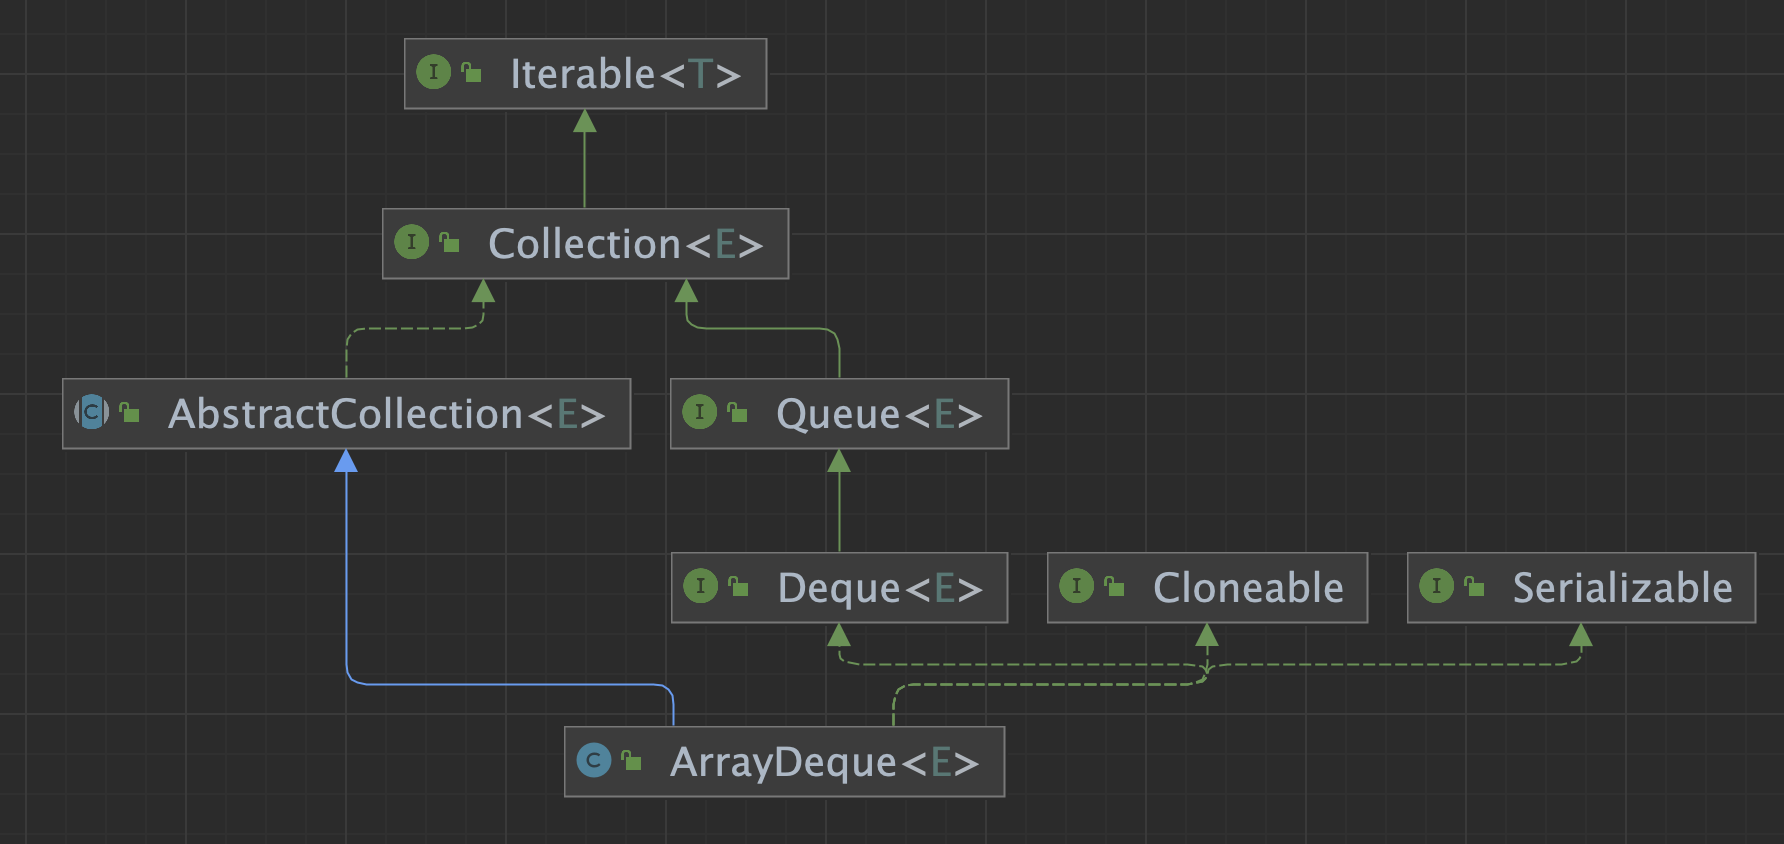 I Iterable<T>
I Collection<E>
C AbstractCollection<E>
I Queue<E>
I Deque<E>
I Cloneable
I Serializable
C ArrayDeque<E>